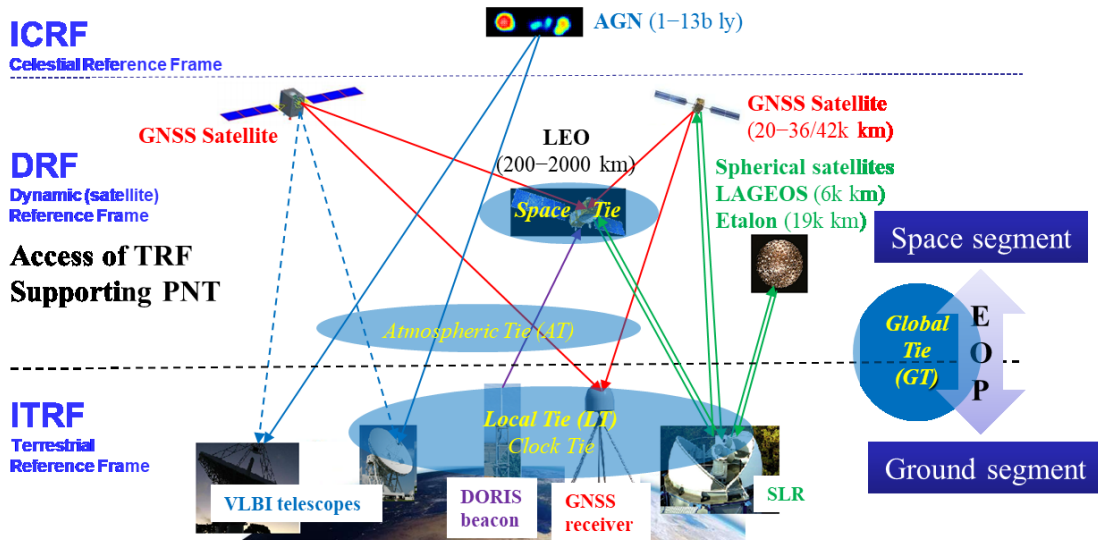 ICRF
Celestial Reference Frame
AGN (1−13b ly)
GNSS Satellite
LEO
(200−2000 km)
GNSS Satellite
(20−36/42k km)
DRF
Dynamic (satellite)
Reference Frame
Spherical satellites
LAGEOS (6k km)
Etalon (19k km)
Space Tie
Access of TRF
Supporting PNT
Space segment
Atmospheric Tie (AT)
Global
Tie
(GT)
E
O
P
ITRF
Terrestrial
Reference Frame
Local Tie (LT)
Clock Tie
Ground segment
VLBI telescopes
DORIS
beacon
GNSS
receiver
SLR